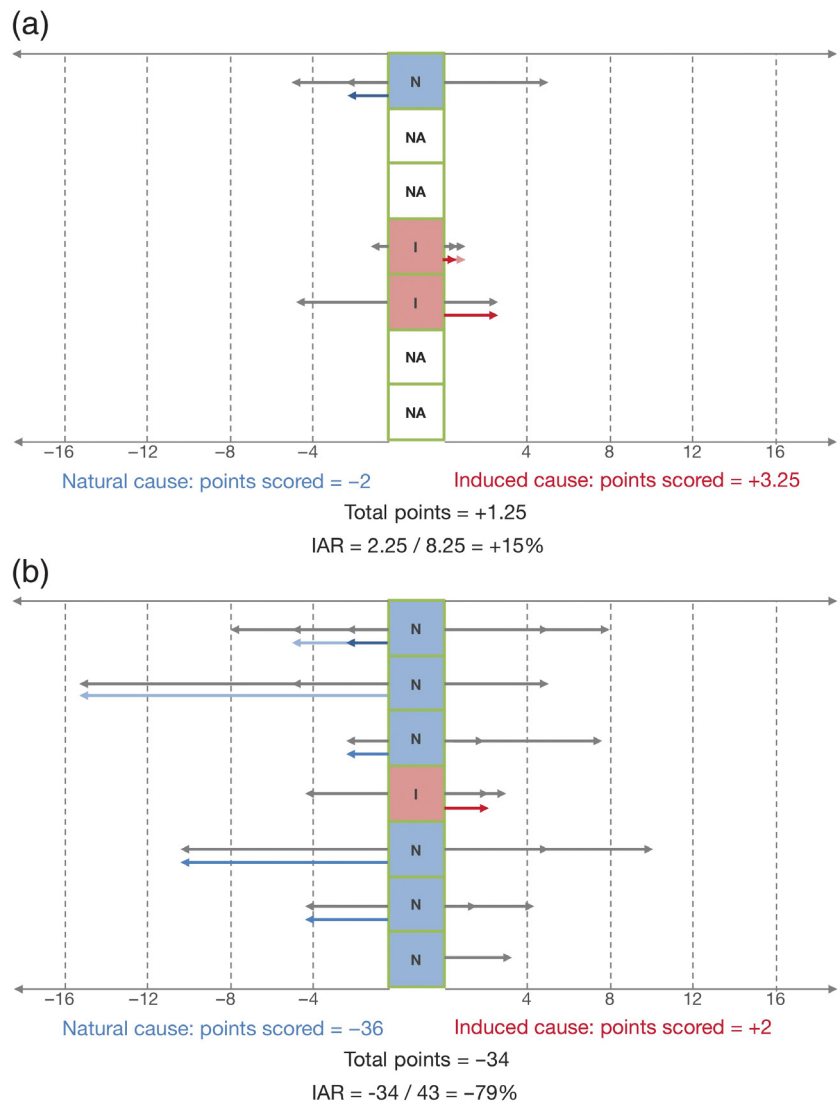 (a)
N
NA
NA
I
I
NA
NA
−16 −12 −8 −4 4 8 12 16
Natural cause: points scored = −2 Induced cause: points scored = +3.25
Total points = +1.25
IAR = 2.25 / 8.25 = +15%
(b)
N
N
N
I
N
N
N
−16 −12 −8 −4 4 8 12 16
Natural cause: points scored = −36 Induced cause: points scored = +2
Total points = −34
IAR = -34 / 43 = −79%